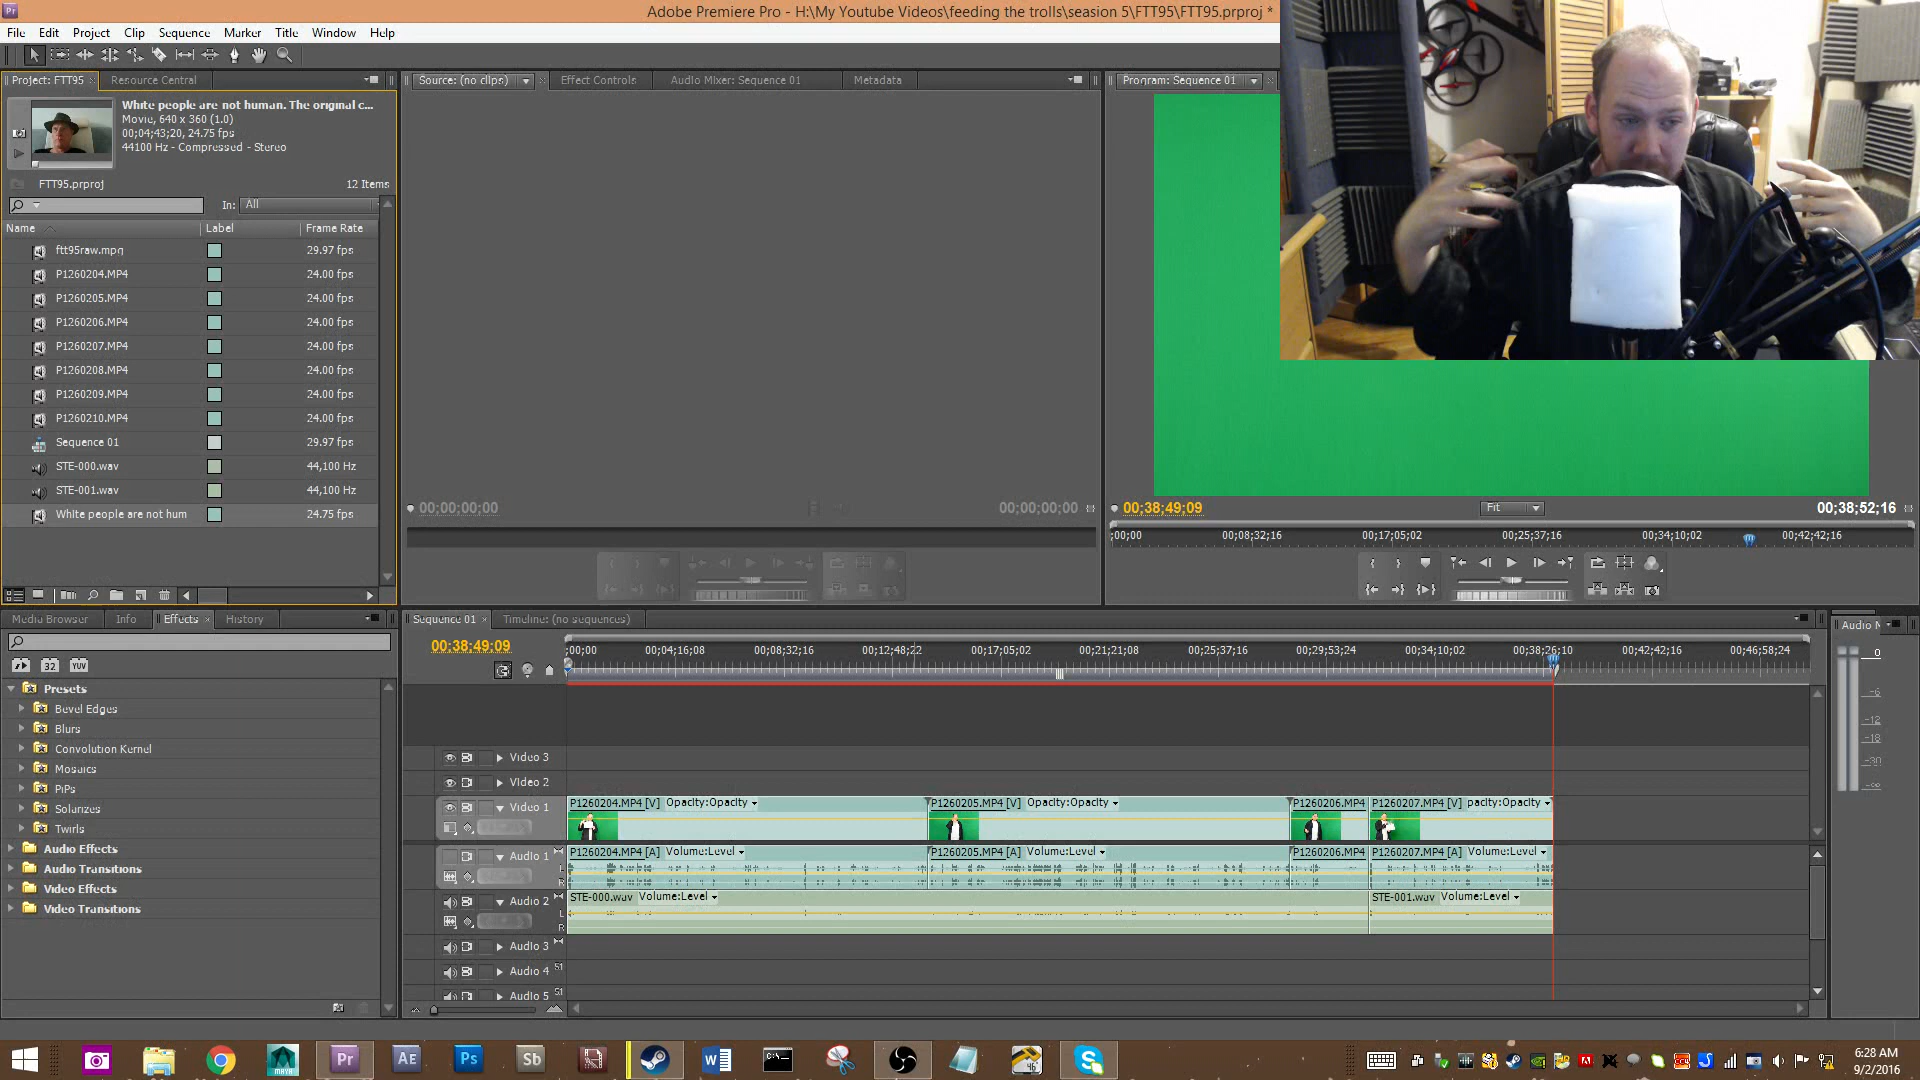 Adobe Premiere Pro - H:\My Youtube Videos\feeding the trolls\seasion 5\FTT95\FTT95.prproj *
File Edit Project Clip Sequence Marker Title Window Help
Project: FTT95 Resource Central
Source: (no clips) Effect Controls Audio Mixer: Sequence 01 Metadata
Program: Sequence 01
White people are not human. The original c...
Movie, 640 x 360 (1.0)
00;04;43;20, 24.75 fps
44100 Hz - Compressed - Stereo
FTT95.prproj 12 Items
In: All
Name Label Frame Rate
ftt95raw.mpg 29.97 fps
P1260204.MP4 24.00 fps
P1260205.MP4 24.00 fps
P1260206.MP4 24.00 fps
P1260207.MP4 24.00 fps
P1260208.MP4 24.00 fps
P1260209.MP4 24.00 fps
P1260210.MP4 24.00 fps
Sequence 01 29.97 fps
STE-000.wav 44,100 Hz
STE-001.wav 44,100 Hz
White people are not hum 24.75 fps
00;00;00;00 00;00;00;00
00;38;49;09 Fit 00;38;52;16
;00;00 00;08;32;16 00;17;05;02 00;25;37;16 00;34;10;02 00;42;42;16
Media Browser Info Effects History
32 YUV
Presets
Bevel Edges
Blurs
Convolution Kernel
Mosaics
PiPs
Solarizes
Twirls
Audio Effects
Audio Transitions
Video Effects
Video Transitions
Sequence 01 Timeline: (no sequences)
00;38;49;09
;00;00 00;04;16;08 00;08;32;16 00;12;48;22 00;17;05;02 00;21;21;08 00;25;37;16 00;29;53;24 00;34;10;02 00;38;26;10 00;42;42;16 00;46;58;24
Video 3
Video 2
Video 1
P1260204.MP4 [V] Opacity:Opacity P1260205.MP4 [V] Opacity:Opacity P1260206.MP4 P1260207.MP4 [V] pacity:Opacity
Audio 1 L R
P1260204.MP4 [A] Volume:Level P1260205.MP4 [A] Volume:Level P1260206.MP4 P1260207.MP4 [A] Volume:Level
Audio 2 L R
STE-000.wav Volume:Level STE-001.wav Volume:Level
Audio 3
Audio 4
Audio 5
0
-6
-12
-18
-30
-∞
Pr AE Ps Sb
6:28 AM
9/2/2016